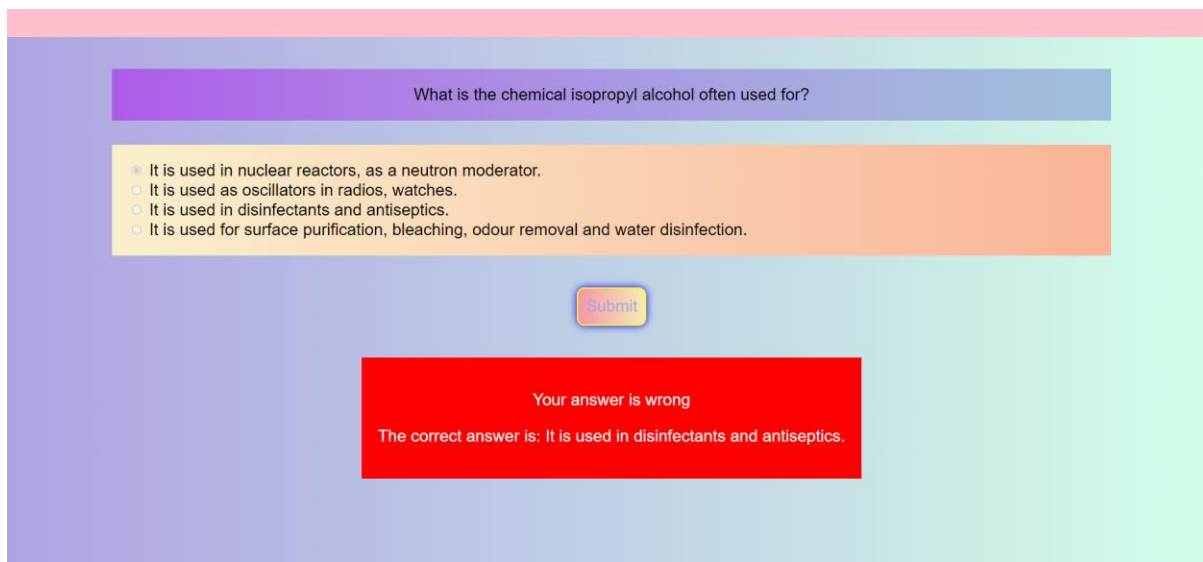 What is the chemical isopropyl alcohol often used for?
It is used in nuclear reactors, as a neutron moderator.
It is used as oscillators in radios, watches.
It is used in disinfectants and antiseptics.
It is used for surface purification, bleaching, odour removal and water disinfection.
Submit
Your answer is wrong
The correct answer is: It is used in disinfectants and antiseptics.